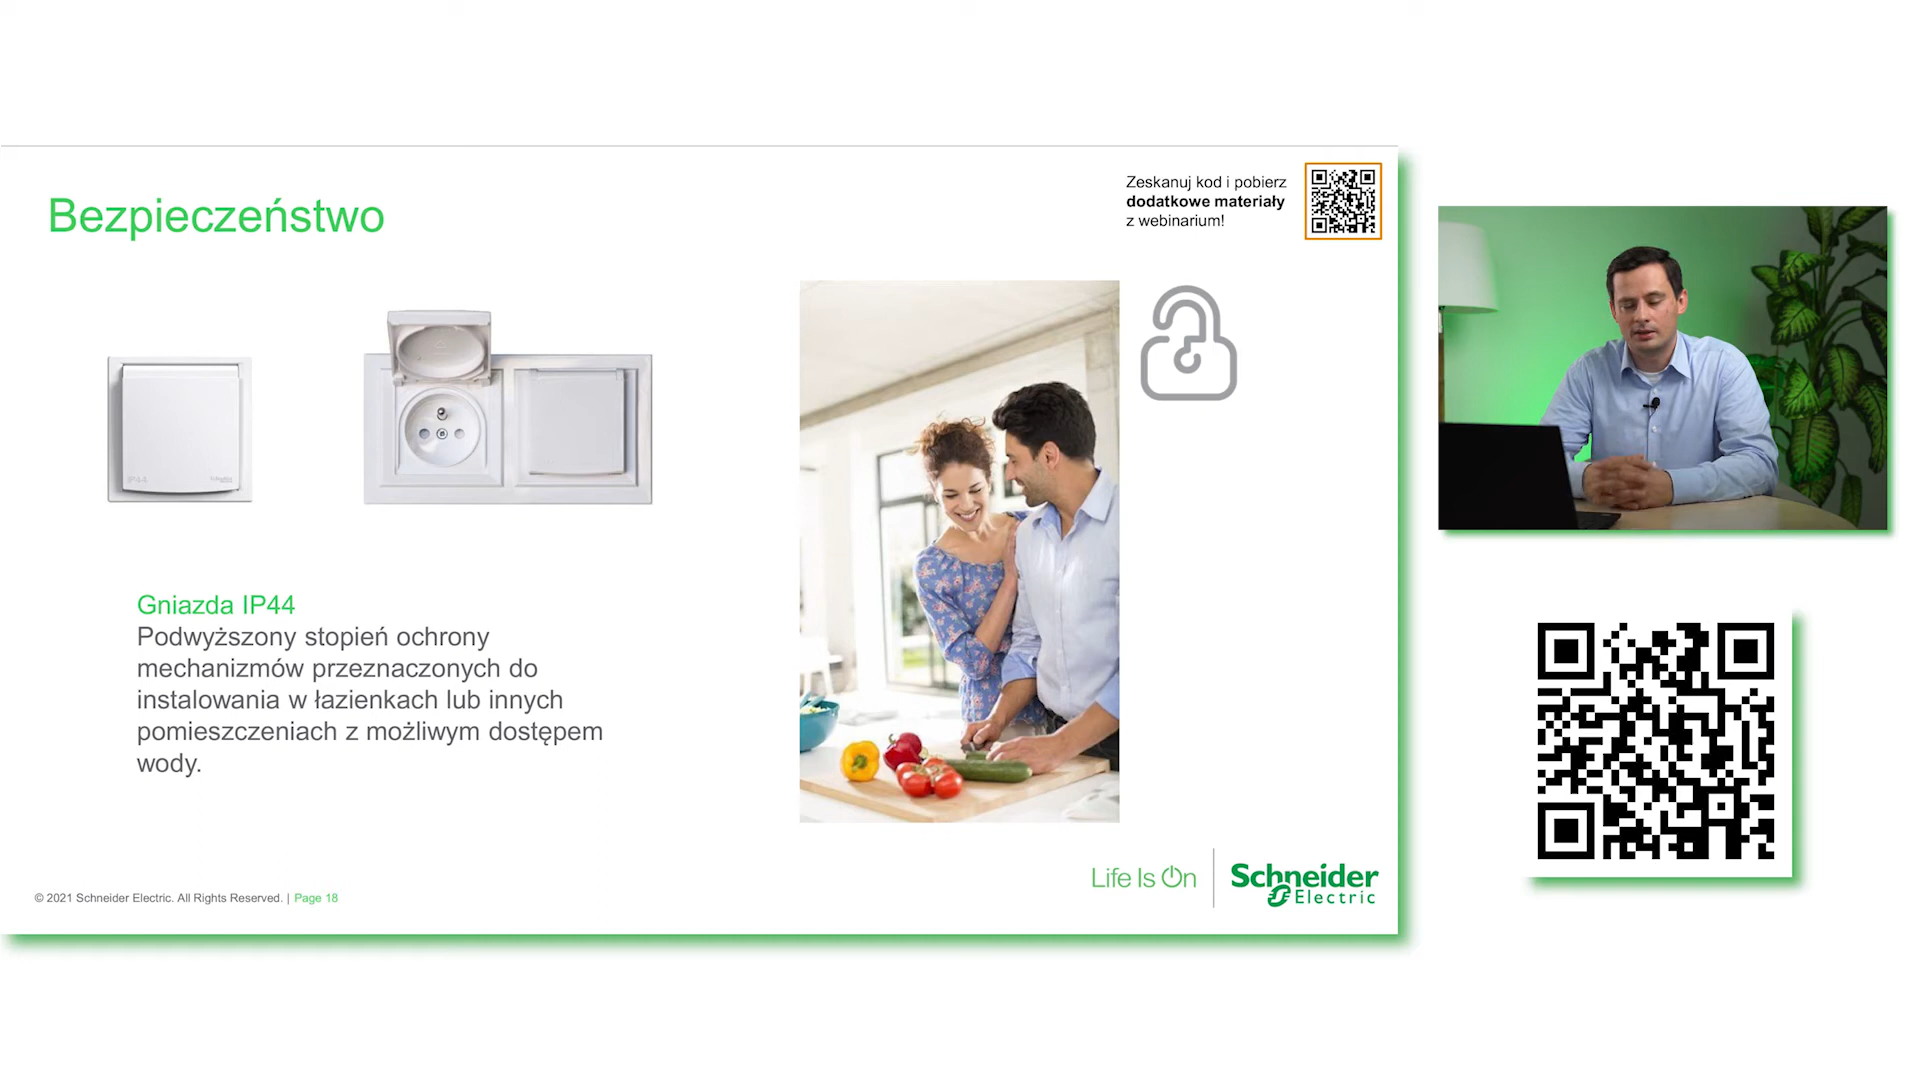 Bezpieczeństwo
Zeskanuj kod i pobierz
dodatkowe materiały
z webinarium!
IP44
Gniazda IP44
Podwyższony stopień ochrony
mechanizmów przeznaczonych do
instalowania w łazienkach lub innych
pomieszczeniach z możliwym dostępem
wody.
Life Is On
Schneider
Electric
© 2021 Schneider Electric. All Rights Reserved. | Page 18